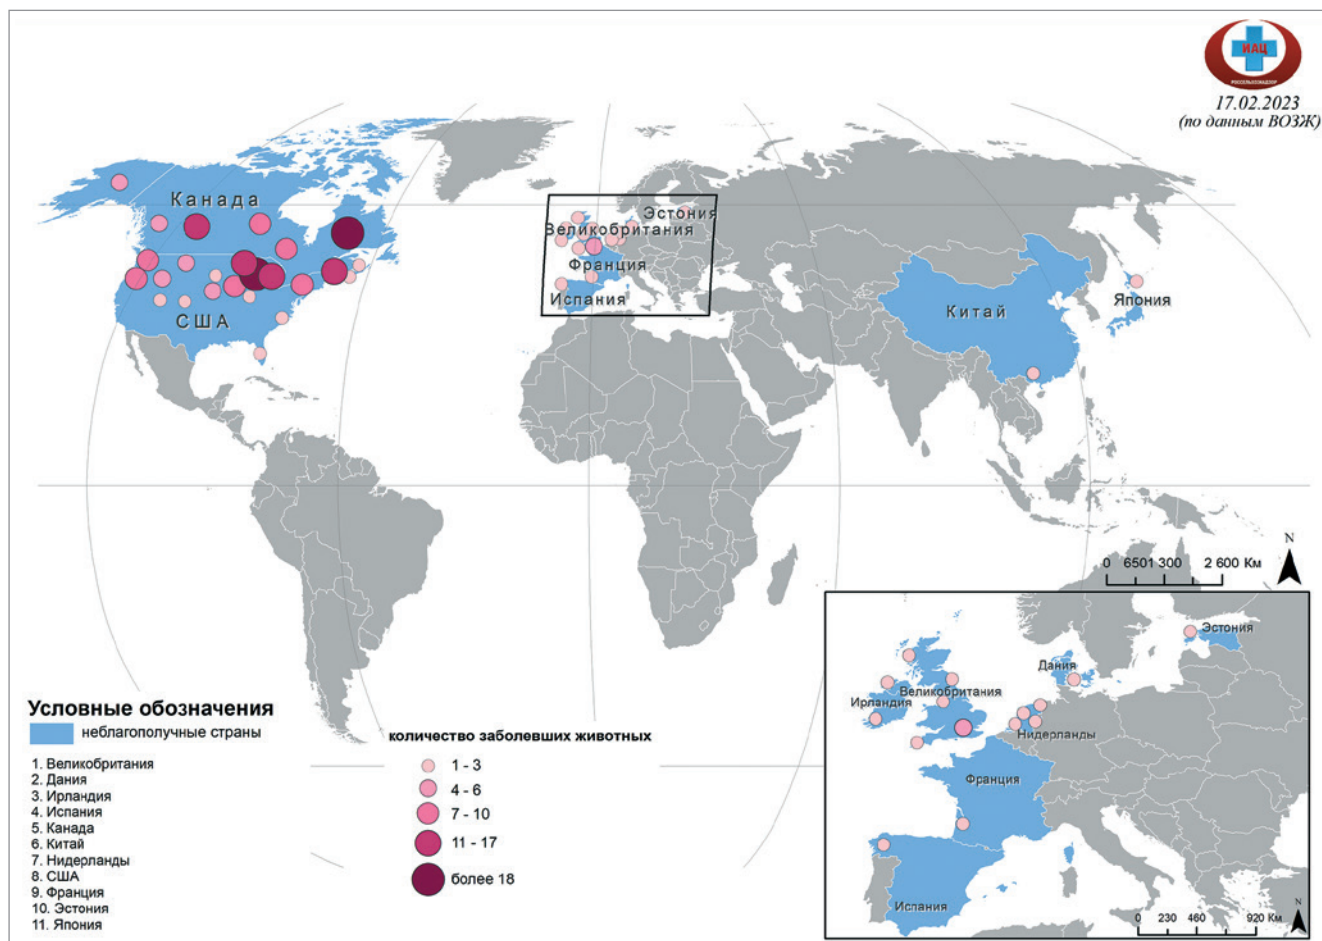 ИАЦ
РОССЕЛЬХОЗНАДЗОР
17.02.2023
(по данным ВОЗЖ)
Канада
США
Эстония
Великобритания
Франция
Испания
Китай
Япония
N
0 6501 300 2 600 Км
Эстония
Дания
Великобритания
Ирландия
Нидерланды
Франция
Испания
N
0 230 460 920 Км
Условные обозначения
неблагополучные страны
1. Великобритания
2. Дания
3. Ирландия
4. Испания
5. Канада
6. Китай
7. Нидерланды
8. США
9. Франция
10. Эстония
11. Япония
количество заболевших животных
1 - 3
4 - 6
7 - 10
11 - 17
более 18